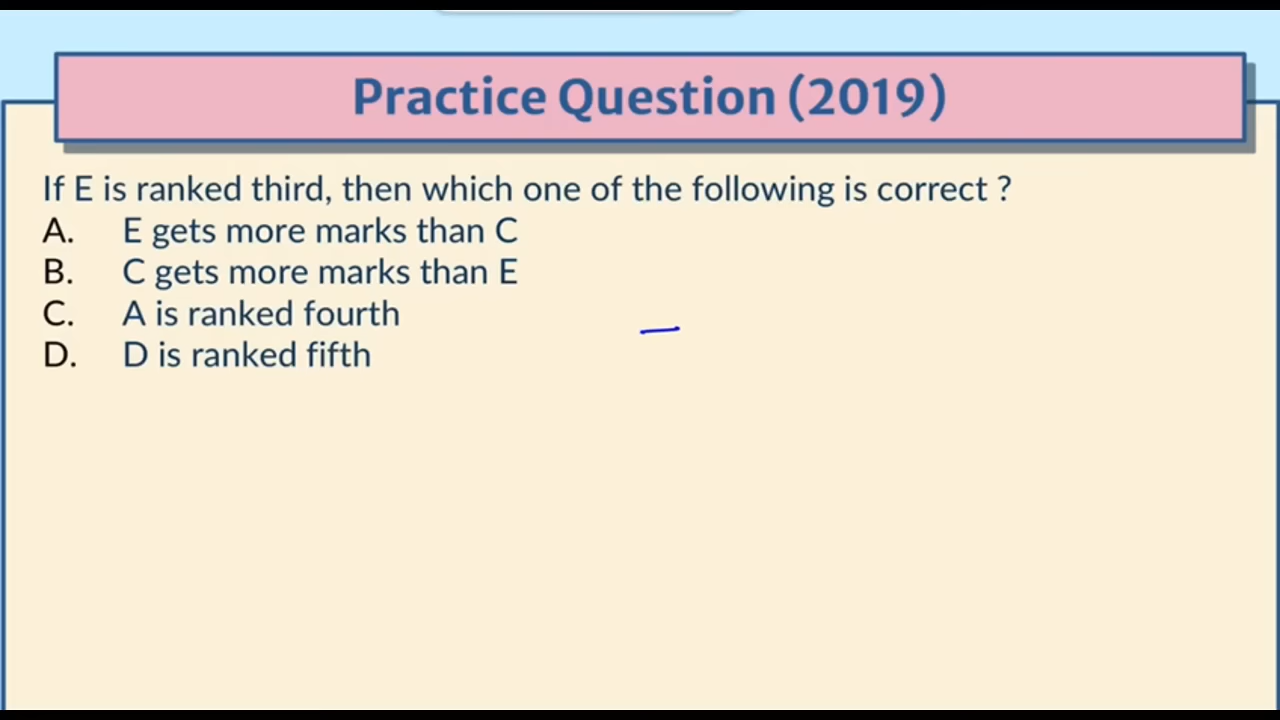 Practice Question (2019)
If E is ranked third, then which one of the following is correct ?
A. E gets more marks than C
B. C gets more marks than E
C. A is ranked fourth
D. D is ranked fifth